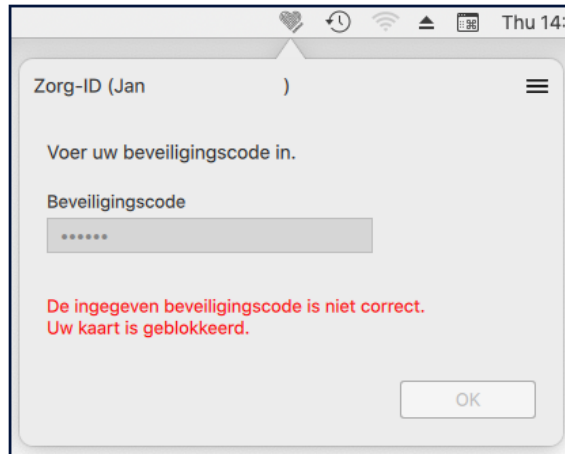 Thu 14:
Zorg-ID (Jan )
Voer uw beveiligingscode in.
Beveiligingscode
••••••
De ingegeven beveiligingscode is niet correct.
Uw kaart is geblokkeerd.
OK